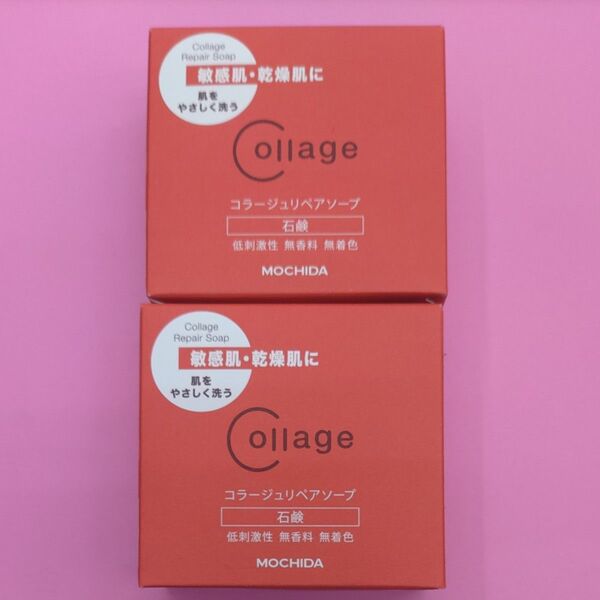 Collage
Repair Soap
敏感肌・乾燥肌に
肌を
やさしく洗う
Collage
コラージュリペアソープ
石鹸
低刺激性 無香料 無着色
MOCHIDA
Collage
Repair Soap
敏感肌・乾燥肌に
肌を
やさしく洗う
Collage
コラージュリペアソープ
石鹸
低刺激性 無香料 無着色
MOCHIDA